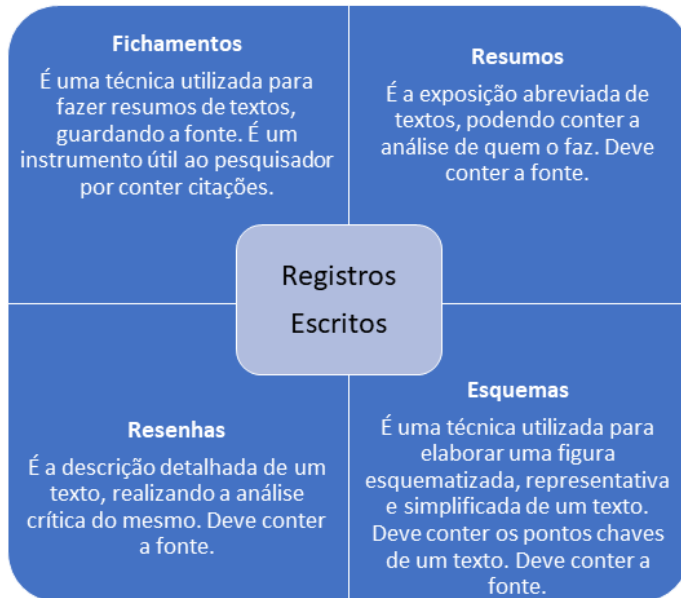 Fichamentos
É uma técnica utilizada para
fazer resumos de textos,
guardando a fonte. É um
instrumento útil ao pesquisador
por conter citações.
Resumos
É a exposição abreviada de
textos, podendo conter a
análise de quem o faz. Deve
conter a fonte.
Registros
Escritos
Resenhas
É a descrição detalhada de um
texto, realizando a análise
crítica do mesmo. Deve conter
a fonte.
Esquemas
É uma técnica utilizada para
elaborar uma figura
esquematizada, representativa
e simplificada de um texto.
Deve conter os pontos chaves
de um texto. Deve conter a
fonte.